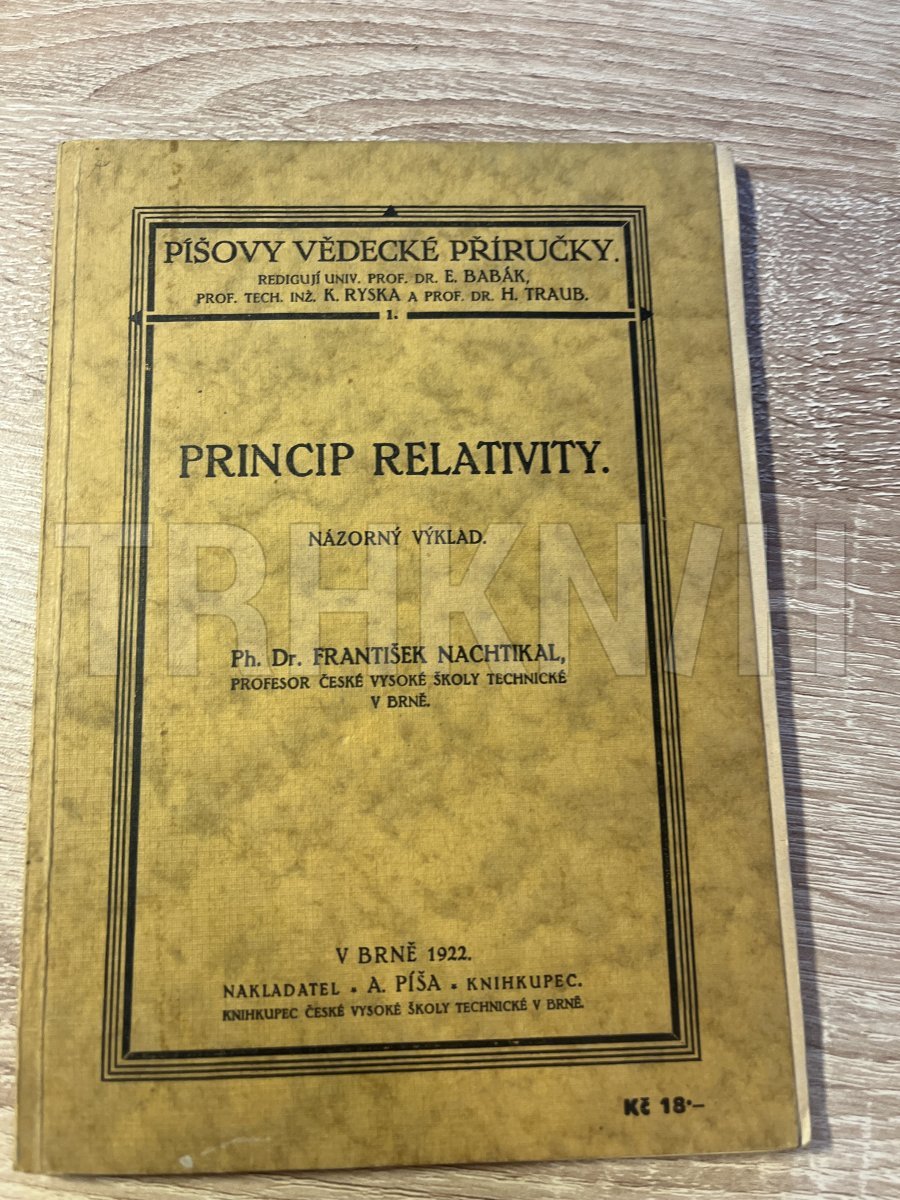 PÍŠOVY VĚDECKÉ PŘÍRUČKY.
REDIGUJÍ UNIV. PROF. DR. E. BABÁK,
PROF. TECH. INŽ. K. RYSKA A PROF. DR. H. TRAUB.
1.
PRINCIP RELATIVITY.
NÁZORNÝ VÝKLAD.
TRHKNIH
Ph. Dr. FRANTIŠEK NACHTIKAL,
PROFESOR ČESKÉ VYSOKÉ ŠKOLY TECHNICKÉ
V BRNĚ.
V BRNĚ 1922.
NAKLADATEL • A. PÍŠA • KNIHKUPEC.
KNIHKUPEC ČESKÉ VYSOKÉ ŠKOLY TECHNICKÉ V BRNĚ.
Kč 18·–